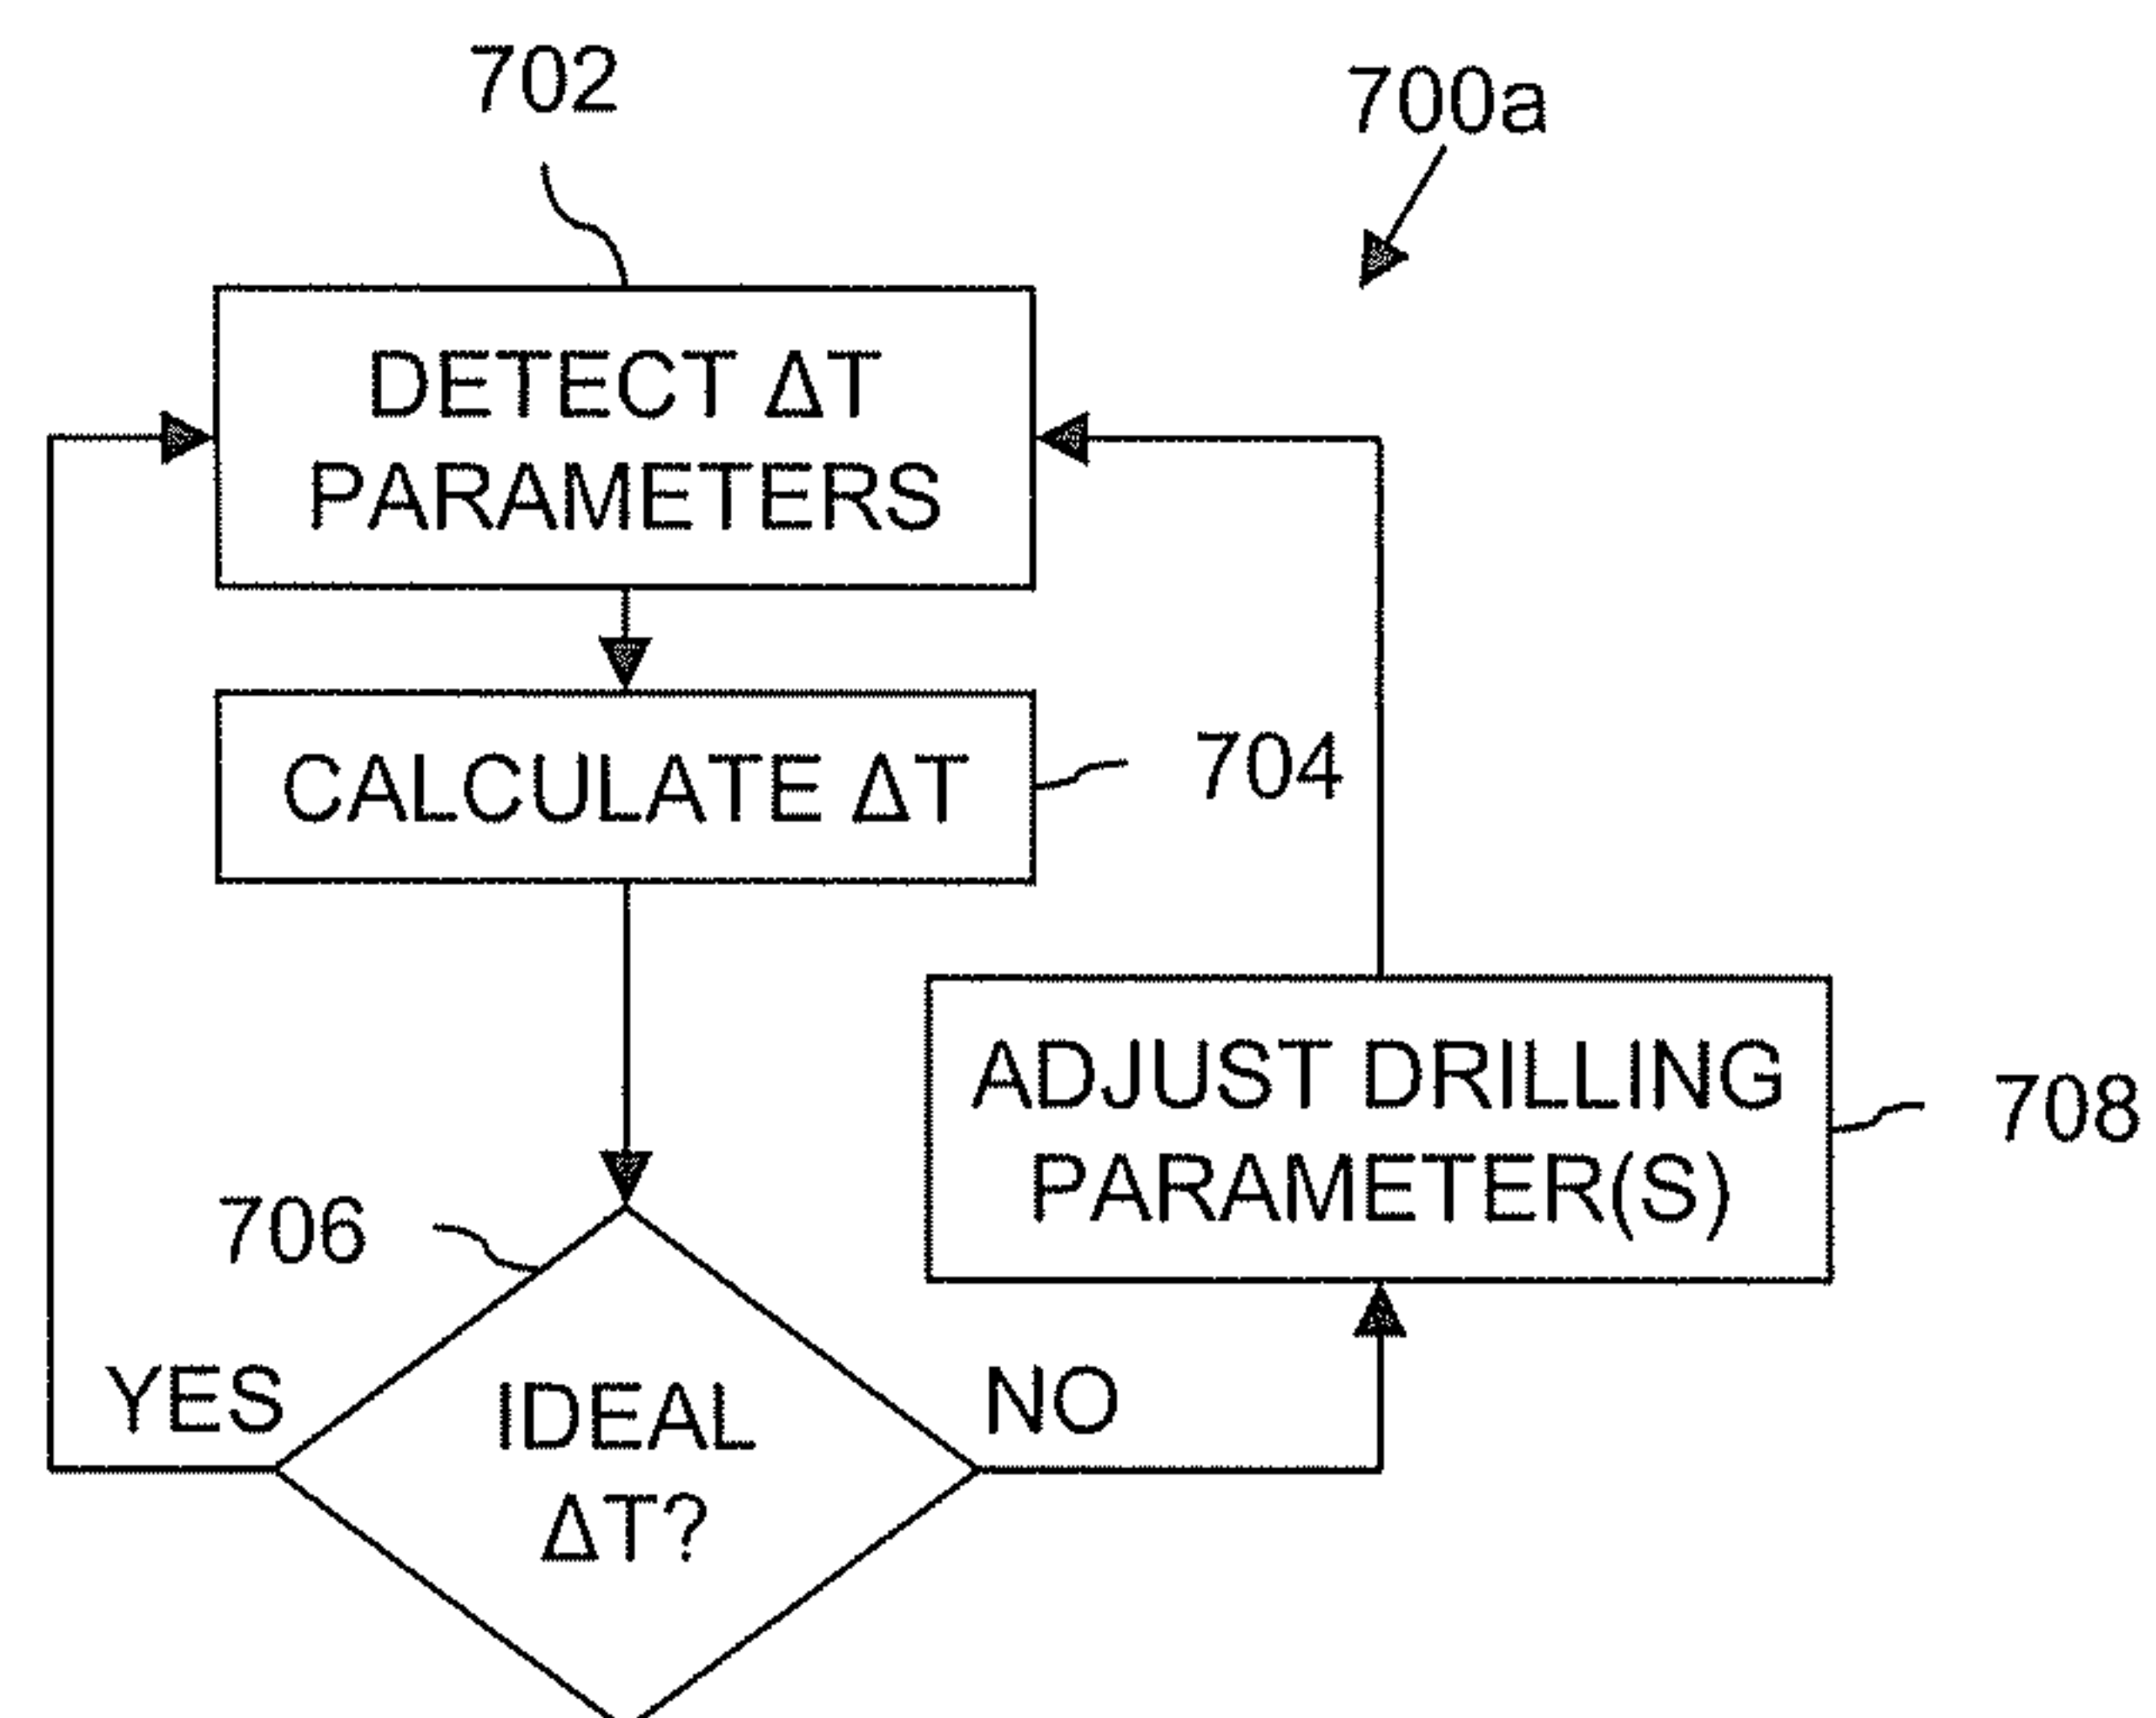 702
700a
DETECT ΔT
PARAMETERS
CALCULATE ΔT
704
ADJUST DRILLING
PARAMETER(S)
708
706
YES
IDEAL
ΔT?
NO